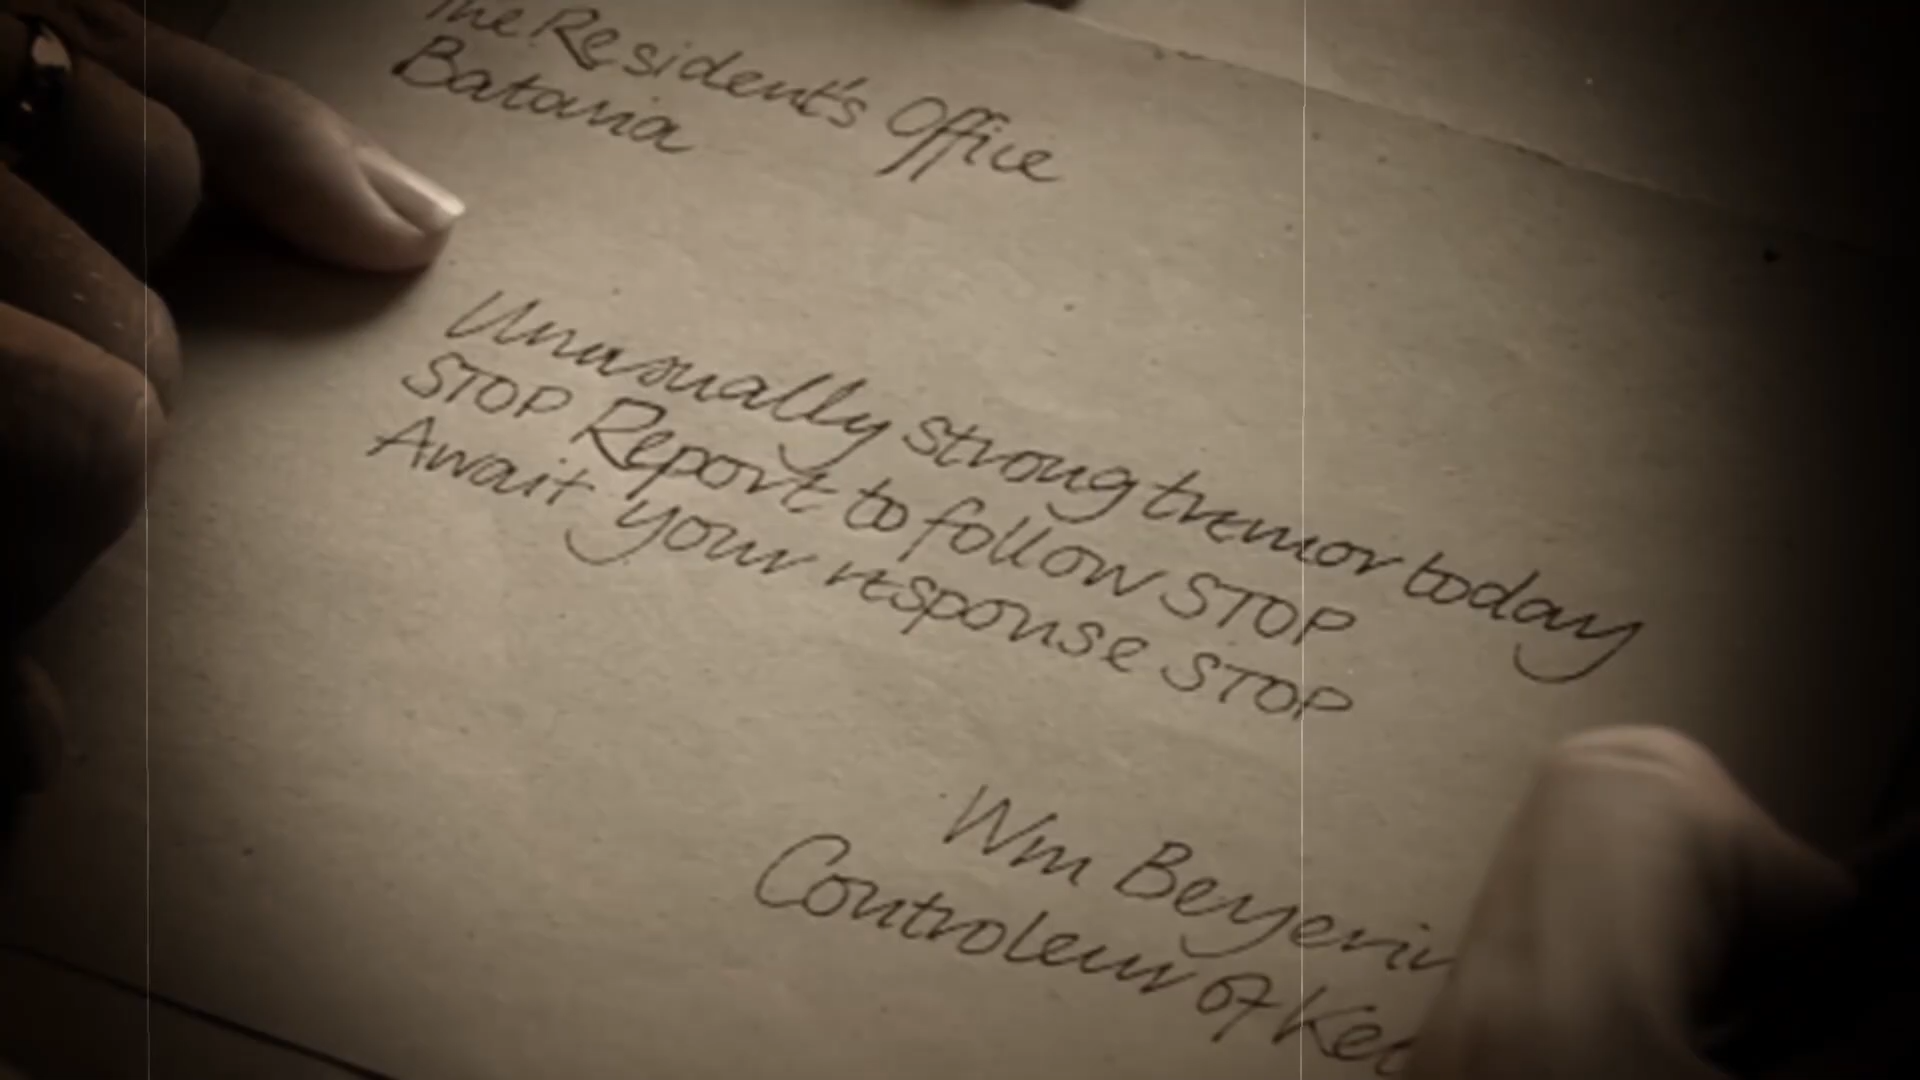 The Resident's Office
Batavia
Unusually strong tremor today
STOP Report to follow STOP
Await your response STOP
Wm Beyerin
Controleur of Ket